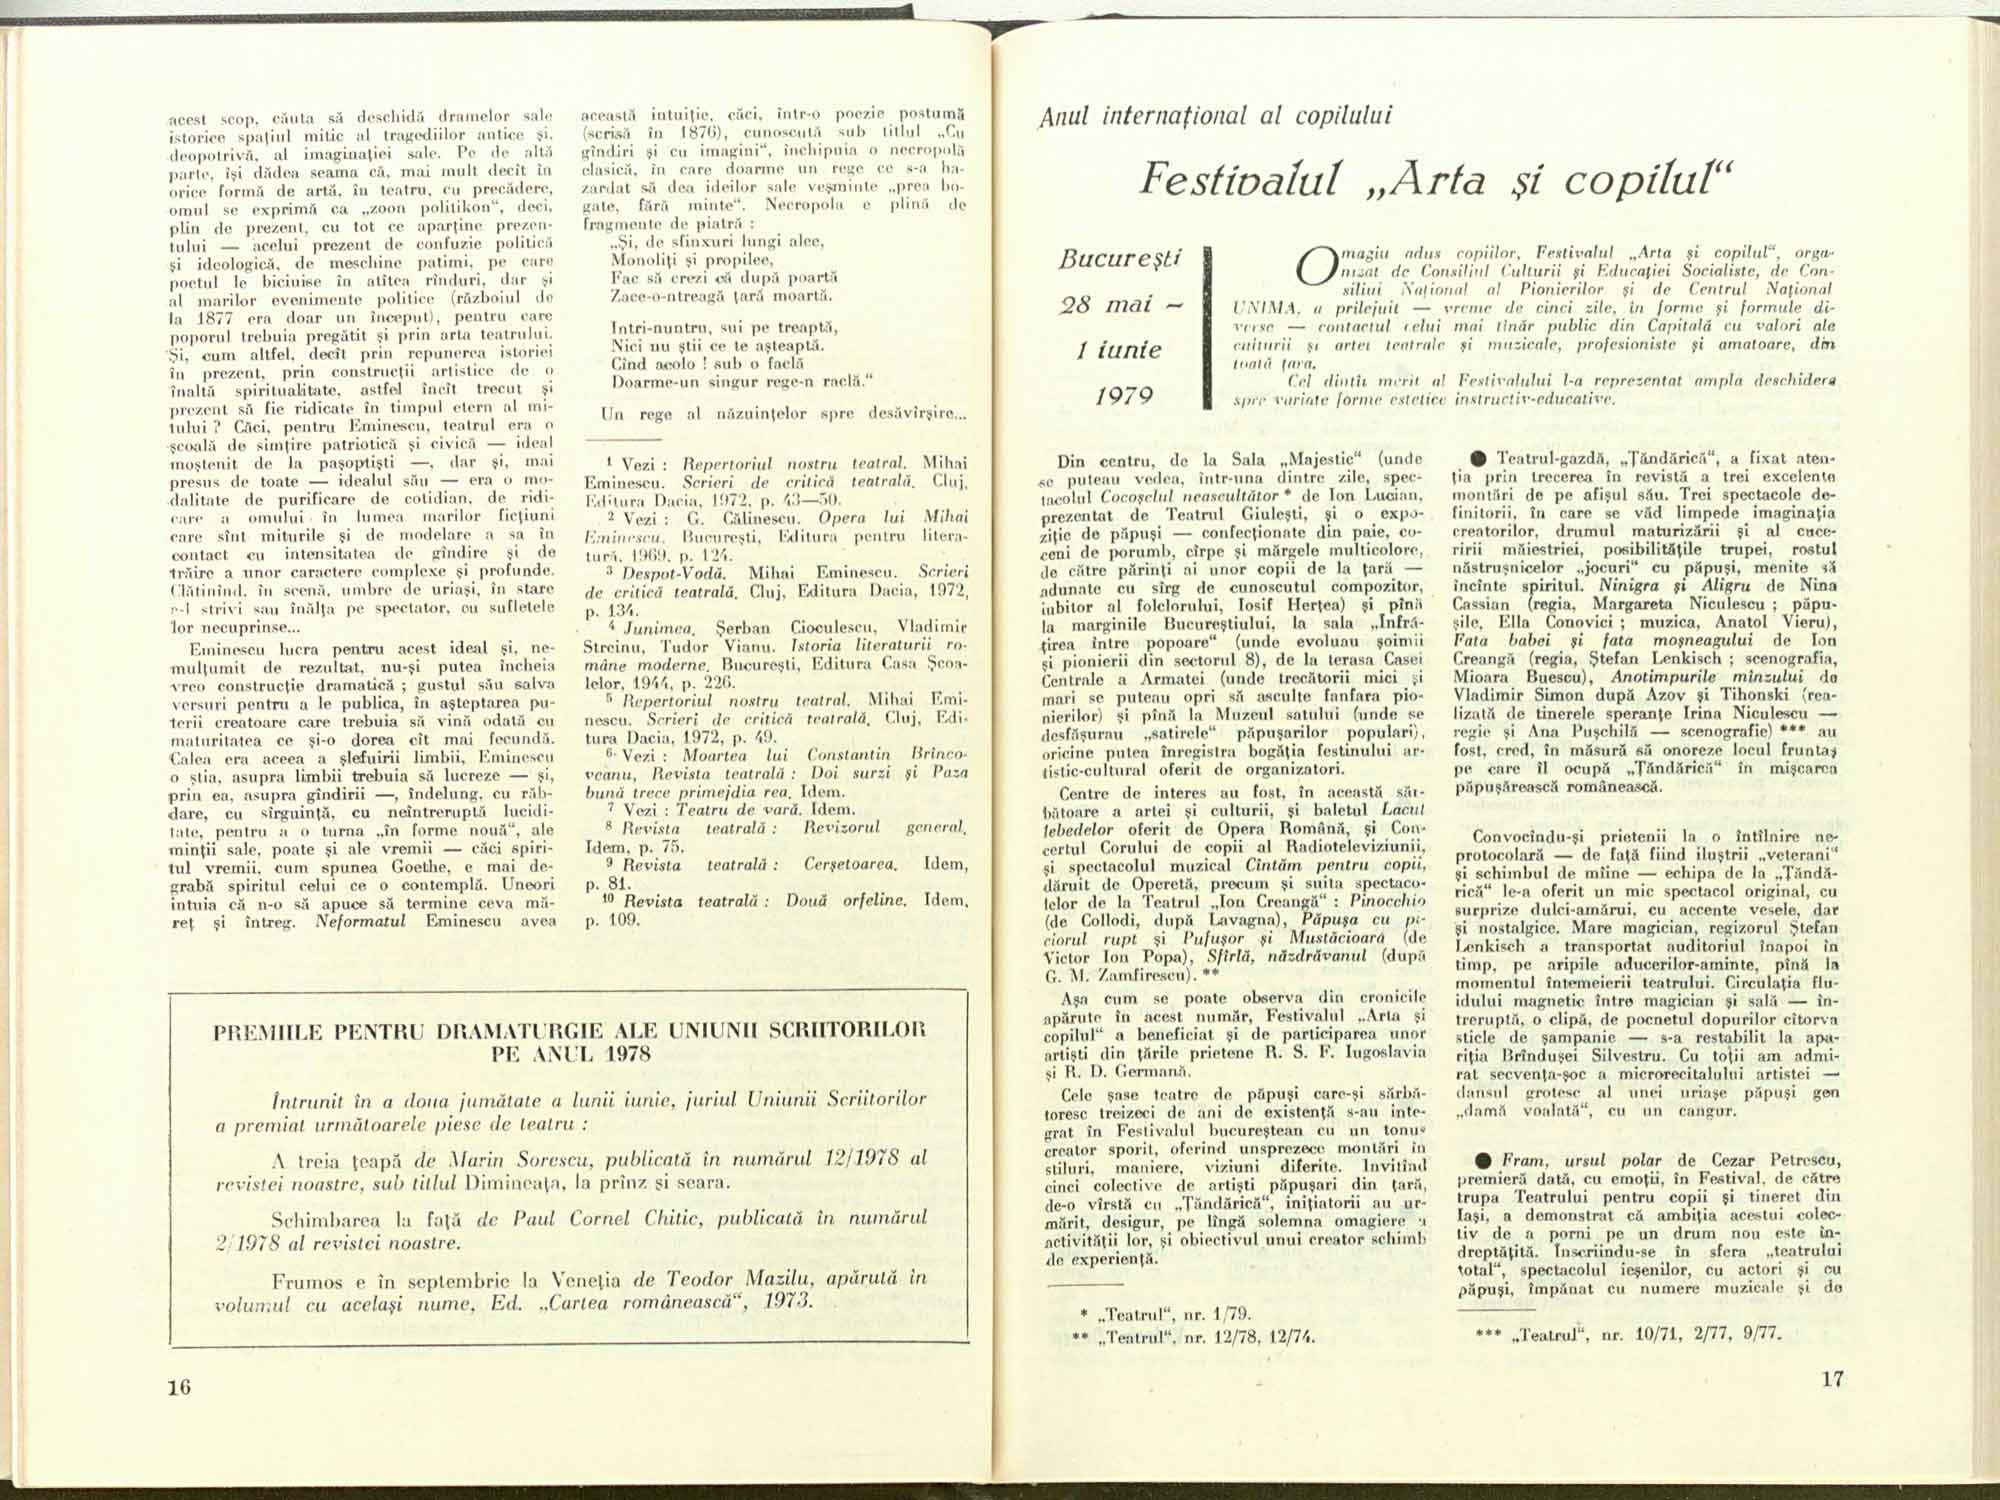 acest scop, căuta să deschidă dramelor sale
istorice spațiul mitic al tragediilor antice și,
deopotrivă, al imaginației sale. Pe de altă
parte, își dădea seama că, mai mult decît în
orice formă de artă, în teatru, cu precădere,
omul se exprimă ca „zoon politikon“, deci,
plin de prezent, cu tot ce aparține prezen-
tului — acelui prezent de confuzie politică
și ideologică, de meschine patimi, pe care
poetul le biciuise în atîtea rînduri, dar și
al marilor evenimente politice (războiul de
la 1877 era doar un început), pentru care
poporul trebuia pregătit și prin arta teatrului.
Și, cum altfel, decît prin repunerea istoriei
în prezent, prin construcții artistice de o
înaltă spiritualitate, astfel încît trecut și
prezent să fie ridicate în timpul etern al mi-
tului ? Căci, pentru Eminescu, teatrul era o
școală de simțire patriotică și civică — ideal
moștenit de la pașoptiști —, dar și, mai
presus de toate — idealul său — era o mo-
dalitate de purificare de cotidian, de ridi-
care a omului în lumea marilor ficțiuni
care sînt miturile și de modelare a sa în
contact cu intensitatea de gîndire și de
trăire a unor caractere complexe și profunde.
Clătinînd, în scenă, umbre de uriași, în stare
a-l strivi sau înălța pe spectator, cu sufletele
lor necuprinse...
Eminescu lucra pentru acest ideal și, ne-
mulțumit de rezultat, nu-și putea încheia
vreo construcție dramatică ; gustul său salva
versuri pentru a le publica, în așteptarea pu-
terii creatoare care trebuia să vină odată cu
maturitatea ce și-o dorea cît mai fecundă.
Calea era aceea a șlefuirii limbii, Eminescu
o știa, asupra limbii trebuia să lucreze — și,
prin ea, asupra gîndirii —, îndelung, cu răb-
dare, cu sîrguință, cu neîntreruptă lucidi-
tate, pentru a o turna „în forme nouă“, ale
minții sale, poate și ale vremii — căci spiri-
tul vremii, cum spunea Goethe, e mai de-
grabă spiritul celui ce o contemplă. Uneori
intuia că n-o să apuce să termine ceva mă-
reț și întreg. Neformatul Eminescu avea
această intuiție, căci, într-o poezie postumă
(scrisă în 1876), cunoscută sub titlul „Cu
gîndiri și cu imagini“, închipuia o necropolă
clasică, în care doarme un rege ce s-a ha-
zardat să dea ideilor sale veșminte „prea bo-
gate, fără minte“. Necropola e plină de
fragmente de piatră :
„Și, de sfinxuri lungi alee,
Monoliți și propilee,
Fac să crezi că după poartă
Zace-o-ntreagă țară moartă.
Intri-nuntru, sui pe treaptă,
Nici nu știi ce te așteaptă.
Cînd acolo ! sub o faclă
Doarme-un singur rege-n raclă.“
Un rege al năzuințelor spre desăvîrșire...
1 Vezi : Repertoriul nostru teatral. Mihai
Eminescu. Scrieri de critică teatrală. Cluj,
Editura Dacia, 1972, p. 43—50.
2 Vezi : G. Călinescu. Opera lui Mihai
Eminescu. București, Editura pentru litera-
tură, 1969, p. 124.
3 Despot-Vodă. Mihai Eminescu. Scrieri
de critică teatrală. Cluj, Editura Dacia, 1972,
p. 134.
4 Junimea. Șerban Cioculescu, Vladimir
Streinu, Tudor Vianu. Istoria literaturii ro-
mâne moderne. București, Editura Casa Școa-
lelor, 1944, p. 226.
5 Repertoriul nostru teatral. Mihai Emi-
nescu. Scrieri de critică teatrală. Cluj, Edi-
tura Dacia, 1972, p. 49.
6 Vezi : Moartea lui Constantin Brînco-
veanu, Revista teatrală : Doi surzi și Paza
bună trece primejdia rea. Idem.
7 Vezi : Teatru de vară. Idem.
8 Revista teatrală : Revizorul general.
Idem, p. 75.
9 Revista teatrală : Cerșetoarea. Idem,
p. 81.
10 Revista teatrală : Două orfeline. Idem,
p. 109.
PREMIILE PENTRU DRAMATURGIE ALE UNIUNII SCRIITORILOR
PE ANUL 1978
Întrunit în a doua jumătate a lunii iunie, juriul Uniunii Scriitorilor
a premiat următoarele piese de teatru :
A treia țeapă de Marin Sorescu, publicată în numărul 12/1978 al
revistei noastre, sub titlul Dimineața, la prînz și seara.
Schimbarea la față de Paul Cornel Chitic, publicată în numărul
2/1978 al revistei noastre.
Frumos e în septembrie la Veneția de Teodor Mazilu, apărută în
volumul cu același nume, Ed. „Cartea românească“, 1973.
16
Anul internațional al copilului
Festivalul „Arta și copilul“
București
28 mai —
1 iunie
1979
Omagiu adus copiilor, Festivalul „Arta și copilul“, orga-
nizat de Consiliul Culturii și Educației Socialiste, de Con-
siliul Național al Pionierilor și de Centrul Național
UNIMA, a prilejuit — vreme de cinci zile, în forme și formule di-
verse — contactul celui mai tînăr public din Capitală cu valori ale
culturii și artei teatrale și muzicale, profesioniste și amatoare, din
toată țara.
Cel dintîi merit al Festivalului l-a reprezentat ampla deschidere
spre variate forme estetice instructiv-educative.
Din centru, de la Sala „Majestic“ (unde
se puteau vedea, într-una dintre zile, spec-
tacolul Cocoșelul neascultător * de Ion Lucian,
prezentat de Teatrul Giulești, și o expo-
ziție de păpuși — confecționate din paie, co-
ceni de porumb, cîrpe și mărgele multicolore,
de către părinți ai unor copii de la țară —
adunate cu sîrg de cunoscutul compozitor,
iubitor al folclorului, Iosif Herțea) și pînă
la marginile Bucureștiului, la sala „Înfră-
țirea între popoare“ (unde evoluau șoimii
și pionierii din sectorul 8), de la terasa Casei
Centrale a Armatei (unde trecătorii mici și
mari se puteau opri să asculte fanfara pio-
nierilor) și pînă la Muzeul satului (unde se
desfășurau „satirele“ păpușarilor populari),
oricine putea înregistra bogăția festinului ar-
tistic-cultural oferit de organizatori.
Centre de interes au fost, în această săr-
bătoare a artei și culturii, și baletul Lacul
lebedelor oferit de Opera Română, și Con-
certul Corului de copii al Radioteleviziunii,
și spectacolul muzical Cîntăm pentru copii,
dăruit de Operetă, precum și suita spectaco-
lelor de la Teatrul „Ion Creangă“ : Pinocchio
(de Collodi, după Lavagna), Păpușa cu pi-
ciorul rupt și Pufușor și Mustăcioară (de
Victor Ion Popa), Sfîrlă, năzdrăvanul (după
G. M. Zamfirescu). **
Așa cum se poate observa din cronicile
apărute în acest număr, Festivalul „Arta și
copilul“ a beneficiat și de participarea unor
artiști din țările prietene R. S. F. Iugoslavia
și R. D. Germană.
Cele șase teatre de păpuși care-și sărbă-
toresc treizeci de ani de existență s-au inte-
grat în Festivalul bucureștean cu un tonus
creator sporit, oferind unsprezece montări în
stiluri, maniere, viziuni diferite. Invitînd
cinci colective de artiști păpușari din țară,
de-o vîrstă cu „Țăndărică“, inițiatorii au ur-
mărit, desigur, pe lîngă solemna omagiere a
activității lor, și obiectivul unui creator schimb
de experiență.
* „Teatrul“, nr. 1/79.
** „Teatrul“, nr. 12/78, 12/74.
● Teatrul-gazdă, „Țăndărică“, a fixat aten-
ția prin trecerea în revistă a trei excelente
montări de pe afișul său. Trei spectacole de-
finitorii, în care se văd limpede imaginația
creatorilor, drumul maturizării și al cuce-
ririi măiestriei, posibilitățile trupei, rostul
năstrușnicelor „jocuri“ cu păpuși, menite să
încînte spiritul. Ninigra și Aligru de Nina
Cassian (regia, Margareta Niculescu ; păpu-
șile, Ella Conovici ; muzica, Anatol Vieru),
Fata babei și fata moșneagului de Ion
Creangă (regia, Ștefan Lenkisch ; scenografia,
Mioara Buescu), Anotimpurile mînzului de
Vladimir Simon după Azov și Tihonski (rea-
lizată de tinerele speranțe Irina Niculescu —
regie și Ana Pușchilă — scenografie) *** au
fost, cred, în măsură să onoreze locul fruntaș
pe care îl ocupă „Țăndărică“ în mișcarea
păpușărească românească.
Convocîndu-și prietenii la o întîlnire ne-
protocolară — de față fiind iluștrii „veterani“
și schimbul de mîine — echipa de la „Țăndă-
rică“ le-a oferit un mic spectacol original, cu
surprize dulci-amărui, cu accente vesele, dar
și nostalgice. Mare magician, regizorul Ștefan
Lenkisch a transportat auditoriul înapoi în
timp, pe aripile aducerilor-aminte, pînă la
momentul întemeierii teatrului. Circulația flu-
idului magnetic între magician și sală — în-
treruptă, o clipă, de pocnetul dopurilor cîtorva
sticle de șampanie — s-a restabilit la apa-
riția Brîndușei Silvestru. Cu toții am admi-
rat secvența-șoc a microrecitalului artistei —
dansul grotesc al unei uriașe păpuși gen
„damă voalată“, cu un cangur.
● Fram, ursul polar de Cezar Petrescu,
premieră dată, cu emoții, în Festival, de către
trupa Teatrului pentru copii și tineret din
Iași, a demonstrat că ambiția acestui colec-
tiv de a porni pe un drum nou este în-
dreptățită. Înscriindu-se în sfera „teatrului
total“, spectacolul ieșenilor, cu actori și cu
păpuși, împănat cu numere muzicale și de
*** „Teatrul“, nr. 10/71, 2/77, 9/77.
17